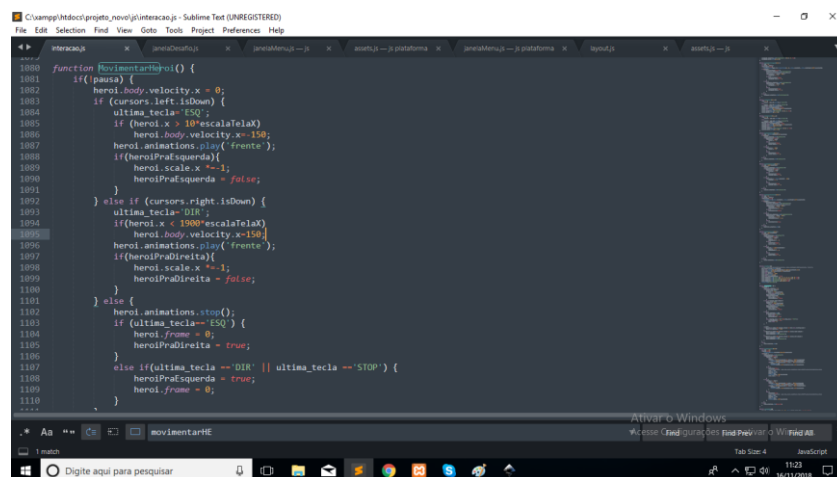 C:\xampp\htdocs\projeto_novo\js\interacao.js - Sublime Text (UNREGISTERED)
File Edit Selection Find View Goto Tools Project Preferences Help
interacao.js × janelaDesafio.js × janelaMenu.js — js × assets.js — js plataforma × janelaMenu.js — js plataforma × layout.js × assets.js — js ×
1079
1080 function MovimentarHeroi() {
1081 if(!pausa) {
1082 heroi.body.velocity.x = 0;
1083 if (cursors.left.isDown) {
1084 ultima_tecla='ESQ';
1085 if (heroi.x > 10*escalaTelaX)
1086 heroi.body.velocity.x=-150;
1087 heroi.animations.play('frente');
1088 if(heroiPraEsquerda){
1089 heroi.scale.x *=-1;
1090 heroiPraEsquerda = false;
1091 }
1092 } else if (cursors.right.isDown) {
1093 ultima_tecla='DIR';
1094 if(heroi.x < 1900*escalaTelaX)
1095 heroi.body.velocity.x=150;
1096 heroi.animations.play('frente');
1097 if(heroiPraDireita){
1098 heroi.scale.x *=-1;
1099 heroiPraDireita = false;
1100 }
1101 } else {
1102 heroi.animations.stop();
1103 if (ultima_tecla=='ESQ') {
1104 heroi.frame = 0;
1105 heroiPraDireita = true;
1106 }
1107 else if(ultima_tecla =='DIR' || ultima_tecla =='STOP') {
1108 heroiPraEsquerda = true;
1109 heroi.frame = 0;
1110 }
Ativar o Windows
Acesse Configurações para ativar o Windows.
.* Aa “” movimentarHE Find Find Prev Find All
1 match Tab Size: 4 JavaScript
Digite aqui para pesquisar 11:23
16/11/2018